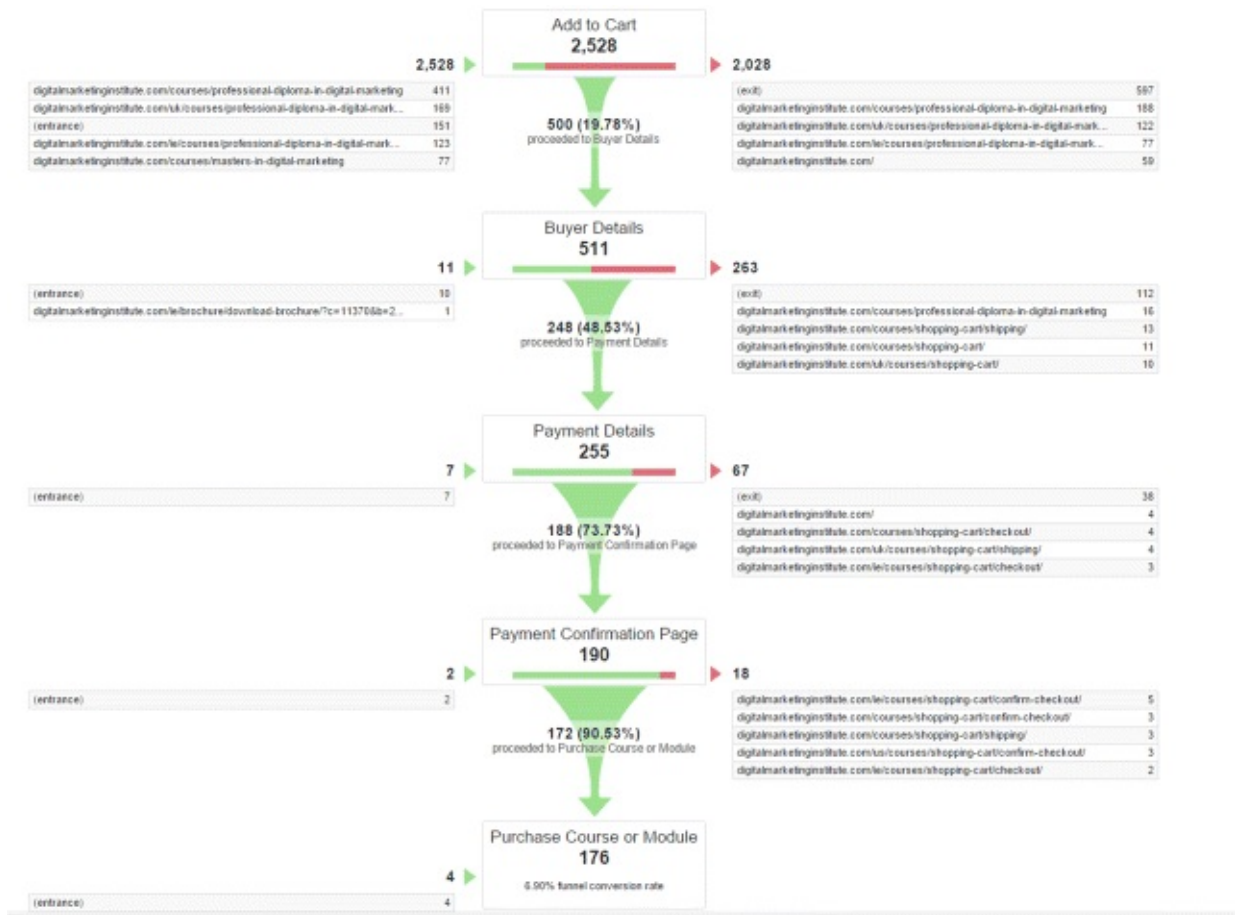 Add to Cart
2,528
2,528
2,028
digitalmarketinginstitute.com/courses/professional-diploma-in-digital-marketing 411
digitalmarketinginstitute.com/uk/courses/professional-diploma-in-digital-mark... 169
(entrance) 151
digitalmarketinginstitute.com/ie/courses/professional-diploma-in-digital-mark... 123
digitalmarketinginstitute.com/courses/masters-in-digital-marketing 77
(exit) 597
digitalmarketinginstitute.com/courses/professional-diploma-in-digital-marketing 188
digitalmarketinginstitute.com/uk/courses/professional-diploma-in-digital-mark... 122
digitalmarketinginstitute.com/ie/courses/professional-diploma-in-digital-mark... 77
digitalmarketinginstitute.com/ 59
500 (19.78%)
proceeded to Buyer Details
Buyer Details
511
11
263
(entrance) 10
digitalmarketinginstitute.com/ie/brochure/download-brochure/?c=11370&b=2... 1
(exit) 112
digitalmarketinginstitute.com/courses/professional-diploma-in-digital-marketing 16
digitalmarketinginstitute.com/courses/shopping-cart/shipping/ 13
digitalmarketinginstitute.com/courses/shopping-cart/ 11
digitalmarketinginstitute.com/uk/courses/shopping-cart/ 10
248 (48.53%)
proceeded to Payment Details
Payment Details
255
7
67
(entrance) 7
(exit) 38
digitalmarketinginstitute.com/ 4
digitalmarketinginstitute.com/courses/shopping-cart/checkout/ 4
digitalmarketinginstitute.com/uk/courses/shopping-cart/shipping/ 4
digitalmarketinginstitute.com/ie/courses/shopping-cart/checkout/ 3
188 (73.73%)
proceeded to Payment Confirmation Page
Payment Confirmation Page
190
2
18
(entrance) 2
digitalmarketinginstitute.com/ie/courses/shopping-cart/confirm-checkout/ 5
digitalmarketinginstitute.com/courses/shopping-cart/confirm-checkout/ 3
digitalmarketinginstitute.com/courses/shopping-cart/shipping/ 3
digitalmarketinginstitute.com/us/courses/shopping-cart/confirm-checkout/ 3
digitalmarketinginstitute.com/ie/courses/shopping-cart/checkout/ 2
172 (90.53%)
proceeded to Purchase Course or Module
Purchase Course or Module
176
4
6.90% funnel conversion rate
(entrance) 4